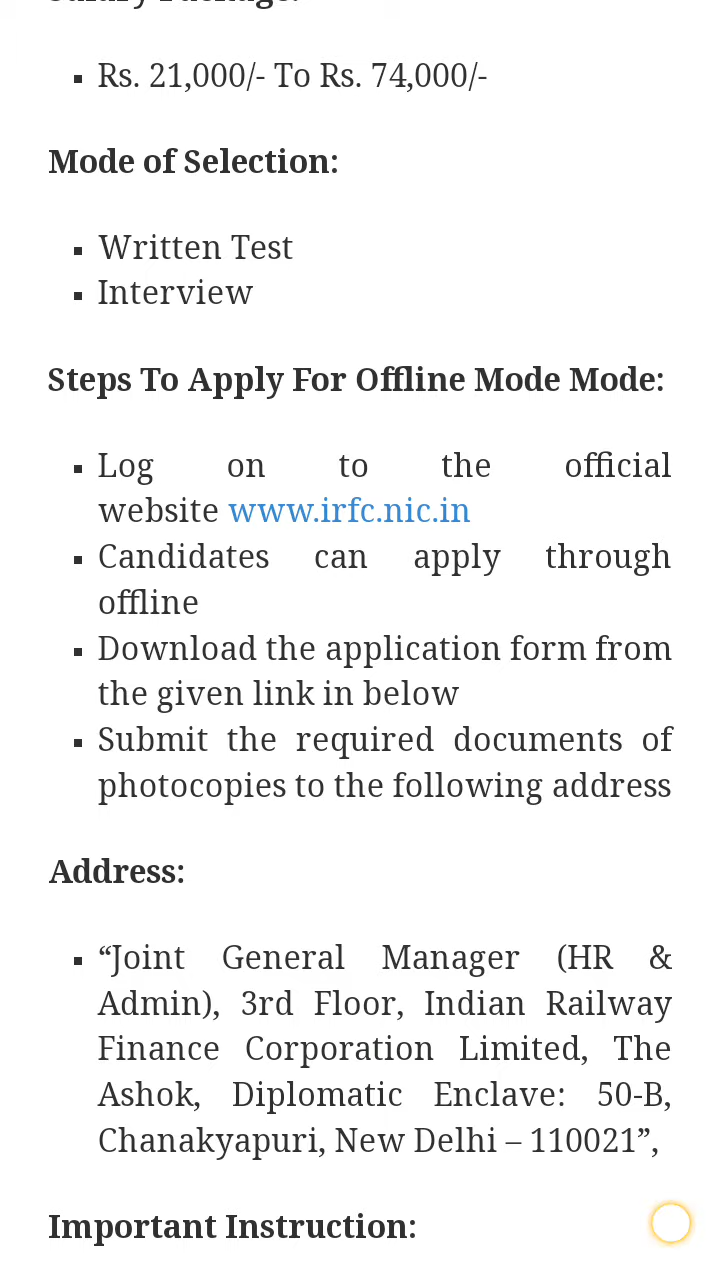 Salary Package:
Rs. 21,000/- To Rs. 74,000/-
Mode of Selection:
Written Test
Interview
Steps To Apply For Offline Mode Mode:
Log on to the official
website www.irfc.nic.in
Candidates can apply through
offline
Download the application form from
the given link in below
Submit the required documents of
photocopies to the following address
Address:
“Joint General Manager (HR &
Admin), 3rd Floor, Indian Railway
Finance Corporation Limited, The
Ashok, Diplomatic Enclave: 50-B,
Chanakyapuri, New Delhi – 110021”,
Important Instruction: